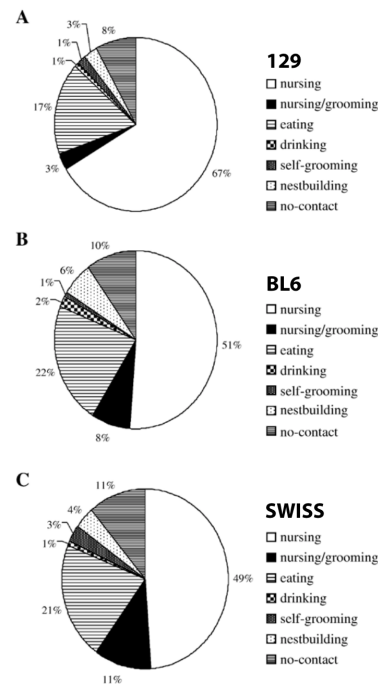 A
3%
8%
1%
1%
17%
3%
67%
129
nursing
nursing/grooming
eating
drinking
self-grooming
nestbuilding
no-contact
B
10%
6%
1%
2%
22%
8%
51%
BL6
nursing
nursing/grooming
eating
drinking
self-grooming
nestbuilding
no-contact
C
11%
4%
3%
1%
21%
11%
49%
SWISS
nursing
nursing/grooming
eating
drinking
self-grooming
nestbuilding
no-contact